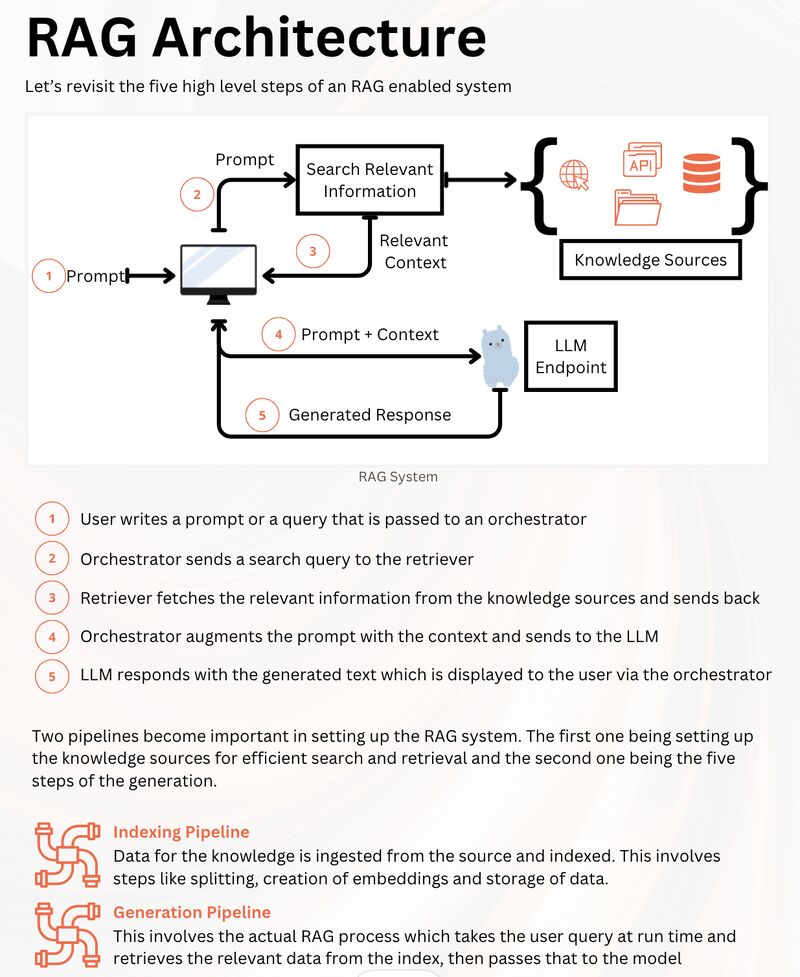 RAG Architecture
Let’s revisit the five high level steps of an RAG enabled system
Prompt
2
Search Relevant
Information
API
Knowledge Sources
3
Relevant
Context
1
Prompt
4
Prompt + Context
LLM
Endpoint
5
Generated Response
RAG System
1 User writes a prompt or a query that is passed to an orchestrator
2 Orchestrator sends a search query to the retriever
3 Retriever fetches the relevant information from the knowledge sources and sends back
4 Orchestrator augments the prompt with the context and sends to the LLM
5 LLM responds with the generated text which is displayed to the user via the orchestrator
Two pipelines become important in setting up the RAG system. The first one being setting up
the knowledge sources for efficient search and retrieval and the second one being the five
steps of the generation.
Indexing Pipeline
Data for the knowledge is ingested from the source and indexed. This involves
steps like splitting, creation of embeddings and storage of data.
Generation Pipeline
This involves the actual RAG process which takes the user query at run time and
retrieves the relevant data from the index, then passes that to the model